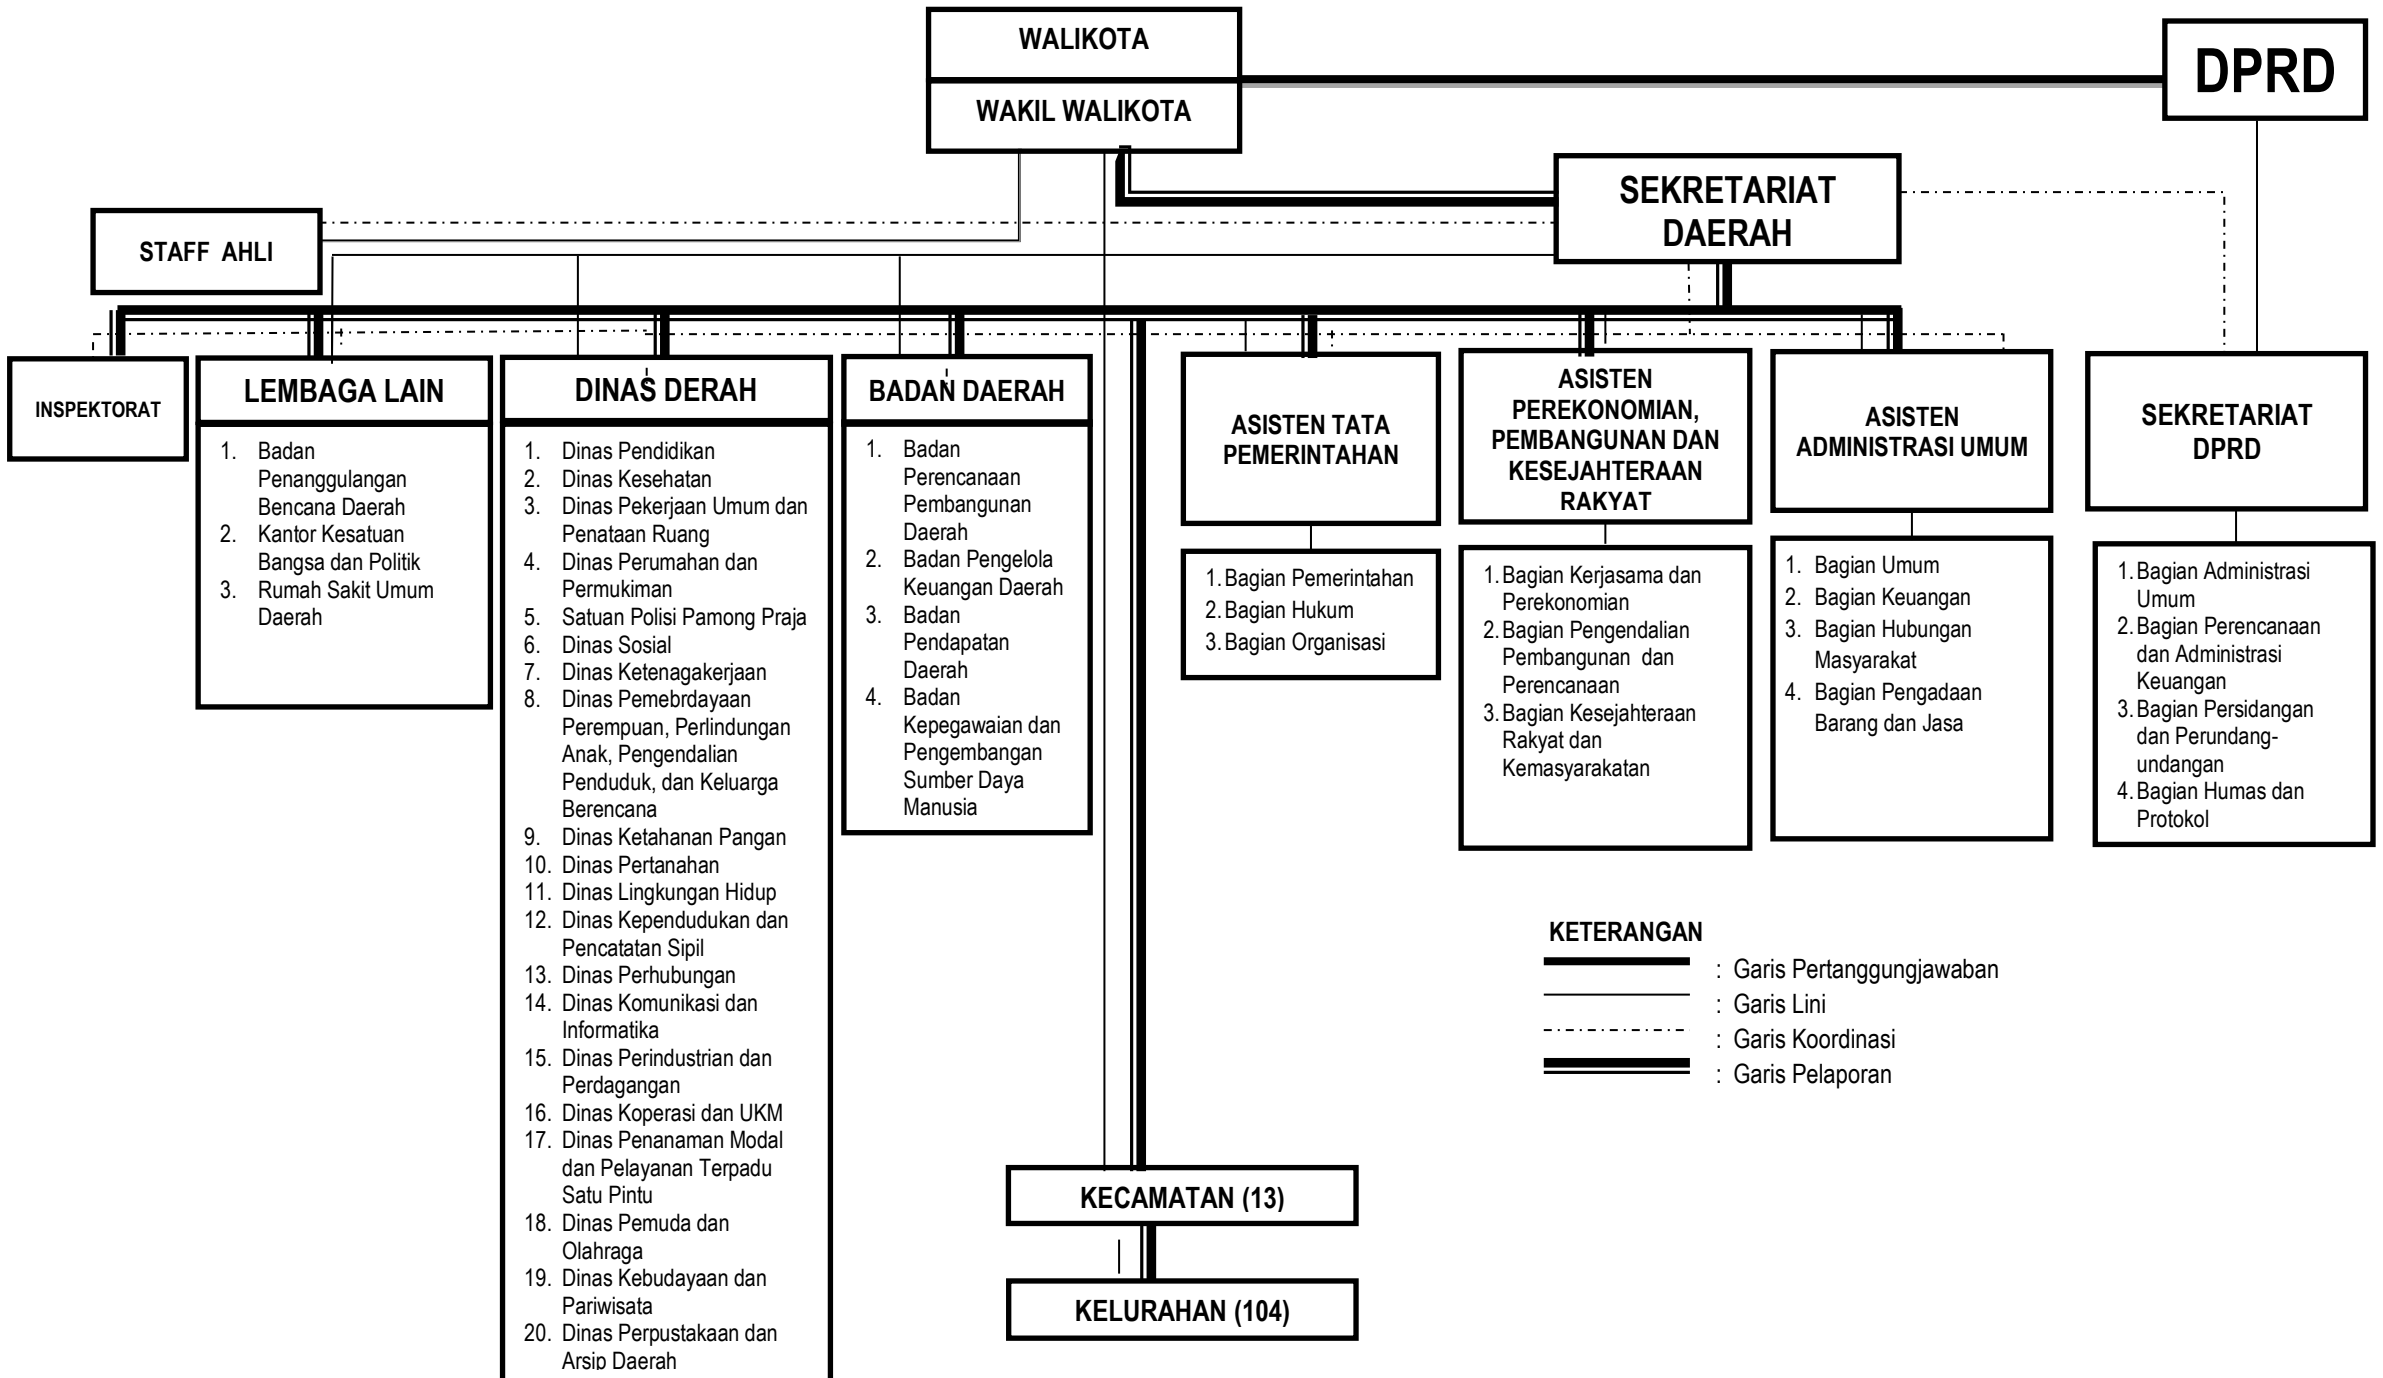 WALIKOTA
WAKIL WALIKOTA
DPRD
SEKRETARIAT
DAERAH
STAFF AHLI
INSPEKTORAT
LEMBAGA LAIN
1. Badan
Penanggulangan
Bencana Daerah
2. Kantor Kesatuan
Bangsa dan Politik
3. Rumah Sakit Umum
Daerah
DINAS DERAH
1. Dinas Pendidikan
2. Dinas Kesehatan
3. Dinas Pekerjaan Umum dan
Penataan Ruang
4. Dinas Perumahan dan
Permukiman
5. Satuan Polisi Pamong Praja
6. Dinas Sosial
7. Dinas Ketenagakerjaan
8. Dinas Pemebrdayaan
Perempuan, Perlindungan
Anak, Pengendalian
Penduduk, dan Keluarga
Berencana
9. Dinas Ketahanan Pangan
10. Dinas Pertanahan
11. Dinas Lingkungan Hidup
12. Dinas Kependudukan dan
Pencatatan Sipil
13. Dinas Perhubungan
14. Dinas Komunikasi dan
Informatika
15. Dinas Perindustrian dan
Perdagangan
16. Dinas Koperasi dan UKM
17. Dinas Penanaman Modal
dan Pelayanan Terpadu
Satu Pintu
18. Dinas Pemuda dan
Olahraga
19. Dinas Kebudayaan dan
Pariwisata
20. Dinas Perpustakaan dan
Arsip Daerah
BADAN DAERAH
1. Badan
Perencanaan
Pembangunan
Daerah
2. Badan Pengelola
Keuangan Daerah
3. Badan
Pendapatan
Daerah
4. Badan
Kepegawaian dan
Pengembangan
Sumber Daya
Manusia
ASISTEN TATA
PEMERINTAHAN
1. Bagian Pemerintahan
2. Bagian Hukum
3. Bagian Organisasi
ASISTEN
PEREKONOMIAN,
PEMBANGUNAN DAN
KESEJAHTERAAN
RAKYAT
1. Bagian Kerjasama dan
Perekonomian
2. Bagian Pengendalian
Pembangunan dan
Perencanaan
3. Bagian Kesejahteraan
Rakyat dan
Kemasyarakatan
ASISTEN
ADMINISTRASI UMUM
1. Bagian Umum
2. Bagian Keuangan
3. Bagian Hubungan
Masyarakat
4. Bagian Pengadaan
Barang dan Jasa
SEKRETARIAT
DPRD
1. Bagian Administrasi
Umum
2. Bagian Perencanaan
dan Administrasi
Keuangan
3. Bagian Persidangan
dan Perundang-
undangan
4. Bagian Humas dan
Protokol
KECAMATAN (13)
KELURAHAN (104)
KETERANGAN
: Garis Pertanggungjawaban
: Garis Lini
: Garis Koordinasi
: Garis Pelaporan